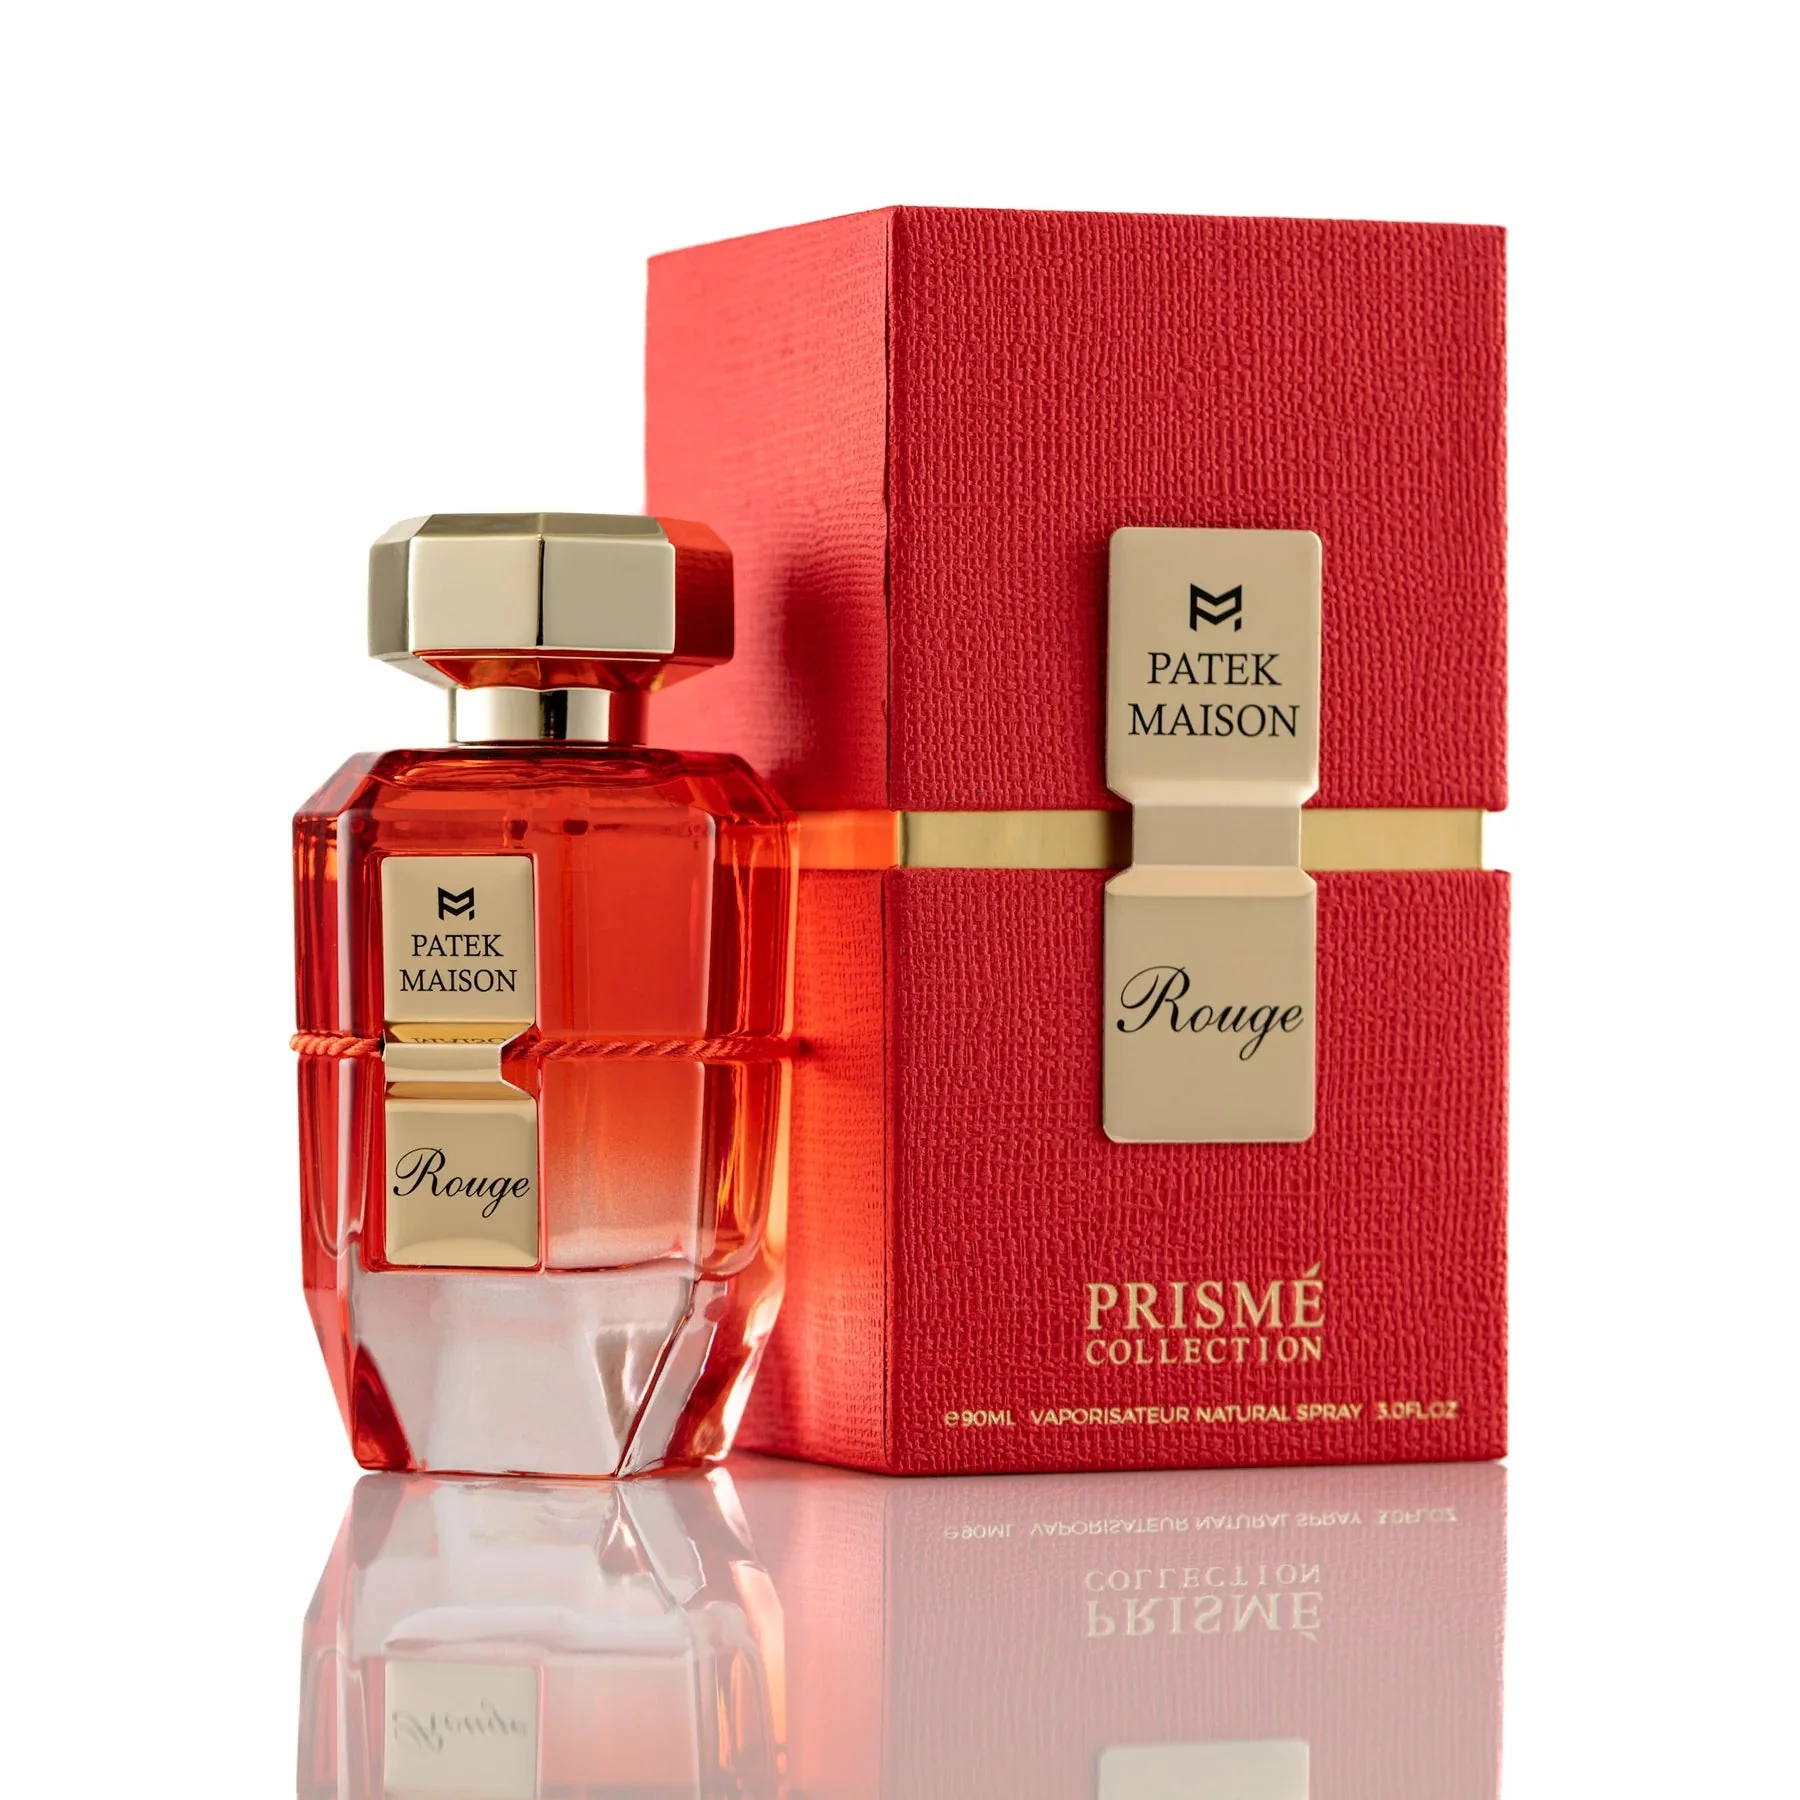 PATEK
MAISON
Rouge
PATEK
MAISON
Rouge
PRISMÉ
COLLECTION
e90ML VAPORISATEUR NATURAL SPRAY 3.0FL.OZ